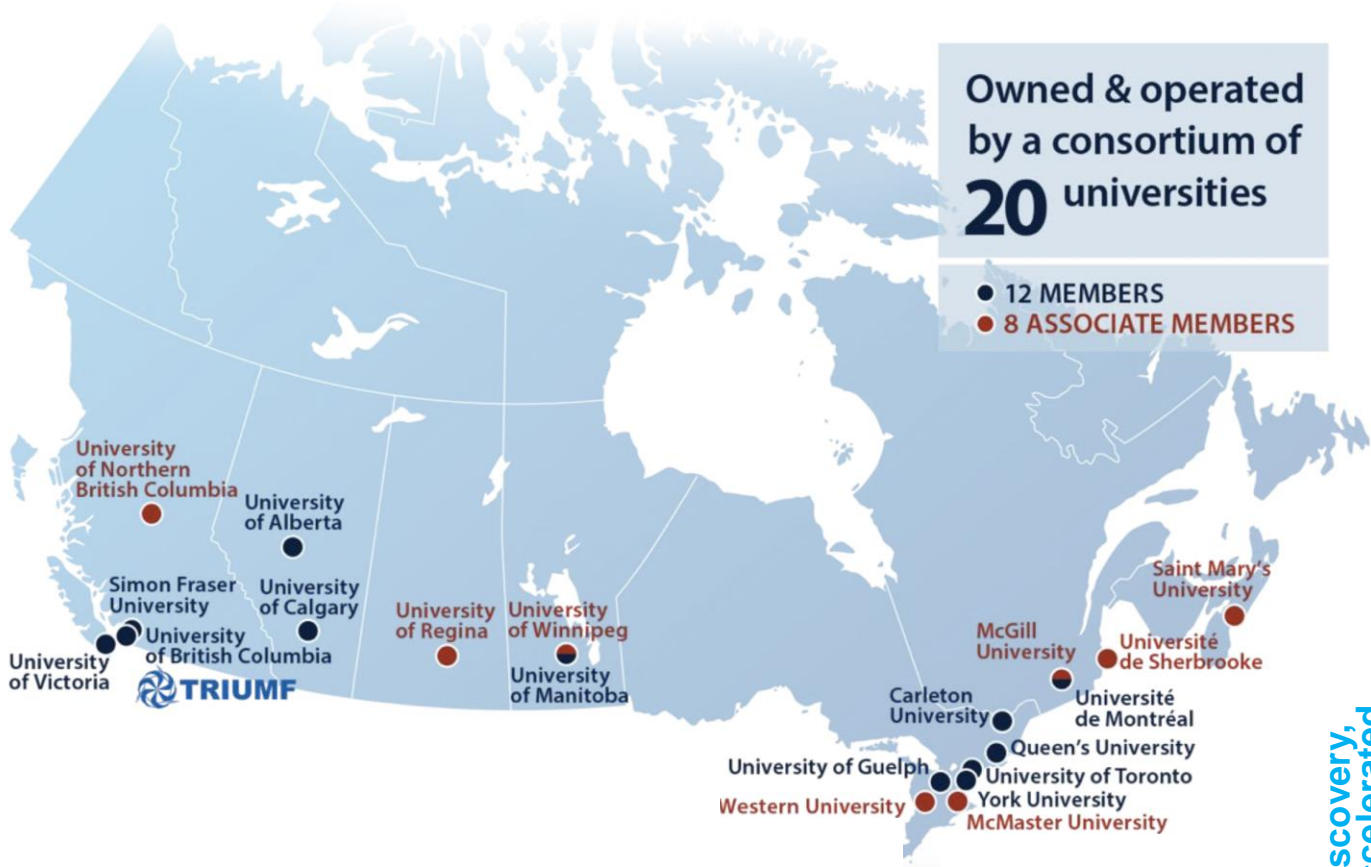 Owned & operated
by a consortium of
20 universities
12 MEMBERS
8 ASSOCIATE MEMBERS
University
of Northern
British Columbia
University
of Alberta
Simon Fraser
University
University
of Calgary
University
of British Columbia
University
of Victoria
TRIUMF
University
of Regina
University
of Winnipeg
University
of Manitoba
Saint Mary's
University
McGill
University
Université
de Sherbrooke
Carleton
University
Université
de Montréal
Queen's University
University of Guelph
University of Toronto
York University
Western University
McMaster University